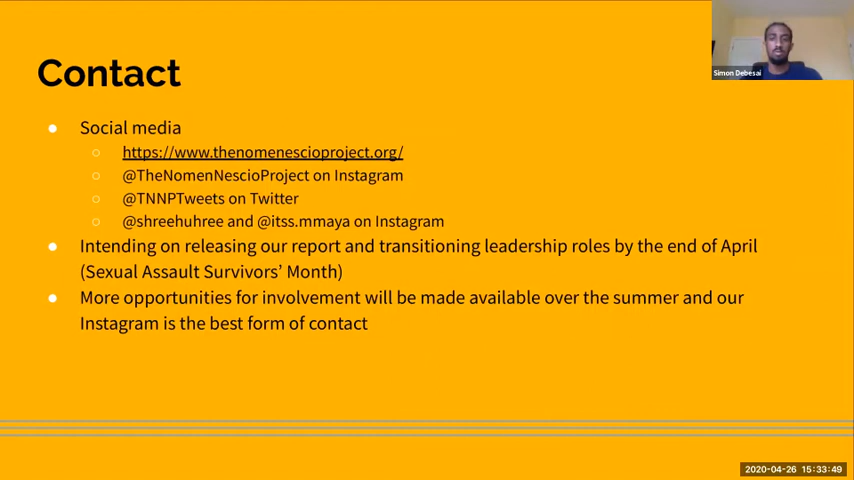 Contact
Simon Debesai
Social media
https://www.thenomenescioproject.org/
@TheNomenNescioProject on Instagram
@TNNPTweets on Twitter
@shreehuhree and @itss.mmaya on Instagram
Intending on releasing our report and transitioning leadership roles by the end of April
(Sexual Assault Survivors’ Month)
More opportunities for involvement will be made available over the summer and our
Instagram is the best form of contact
2020-04-26 15:33:49